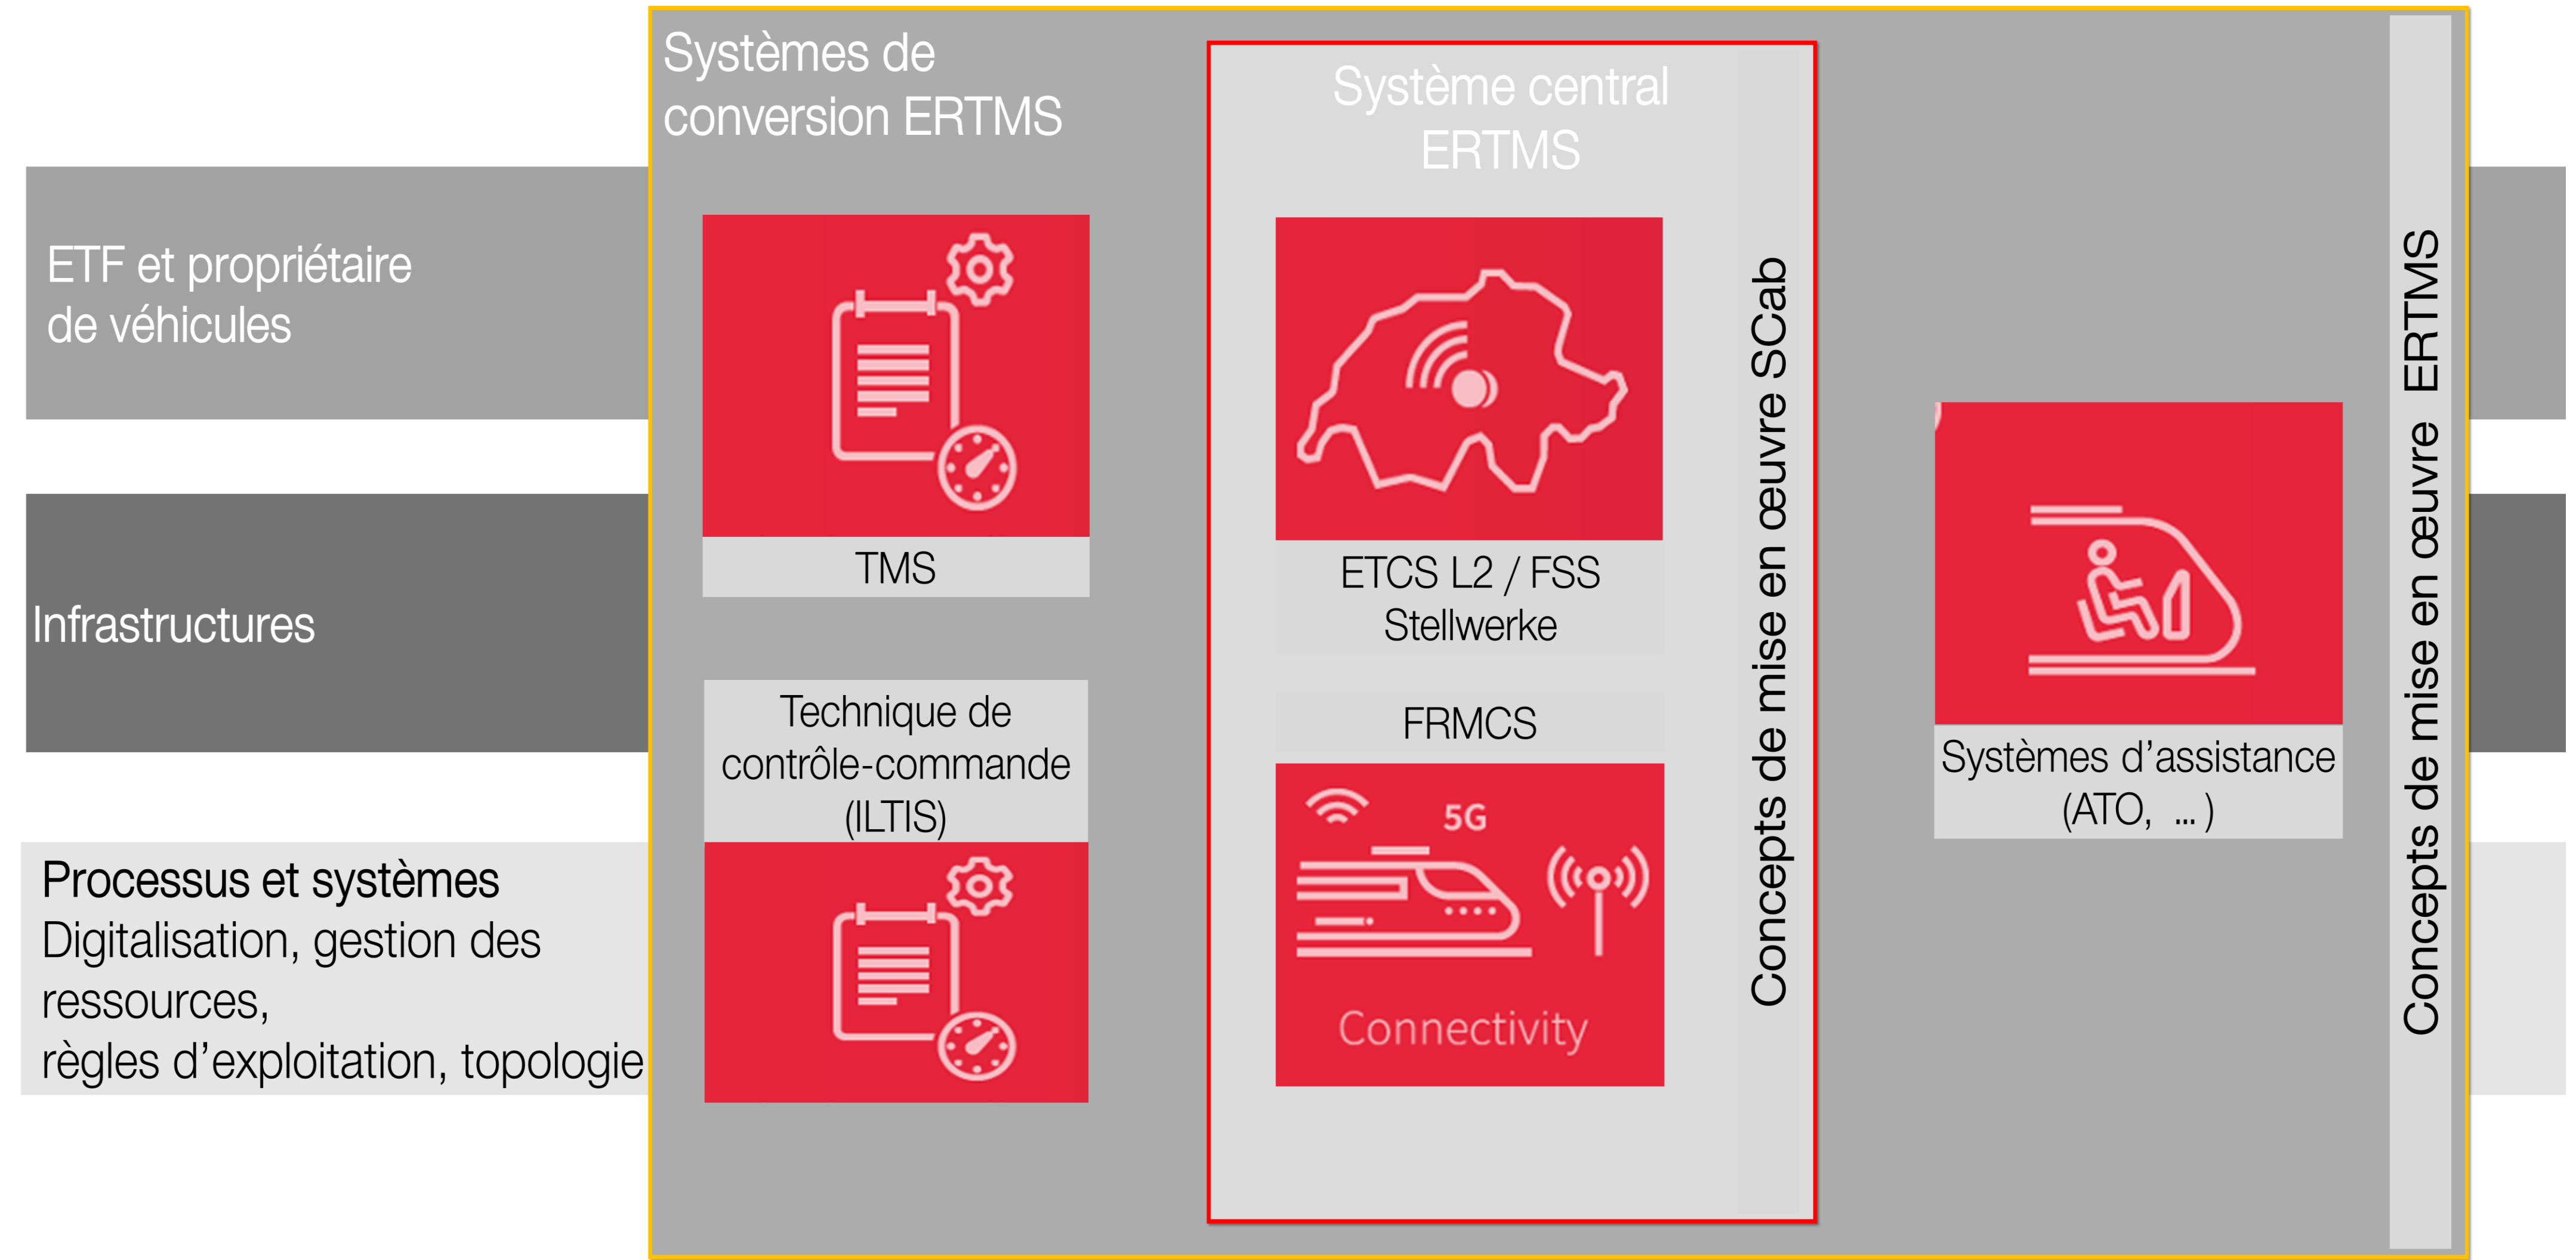 Systèmes de
conversion ERTMS
Système central
ERTMS
ETF et propriétaire
de véhicules
Infrastructures
Processus et systèmes
Digitalisation, gestion des
ressources,
règles d'exploitation, topologie
TMS
Technique de
contrôle-commande
(ILTIS)
ETCS L2 / FSS
Stellwerke
FRMCS
5G
Connectivity
Concepts de mise en œuvre SCab
Systèmes d'assistance
(ATO, ... )
Concepts de mise en œuvre ERTMS